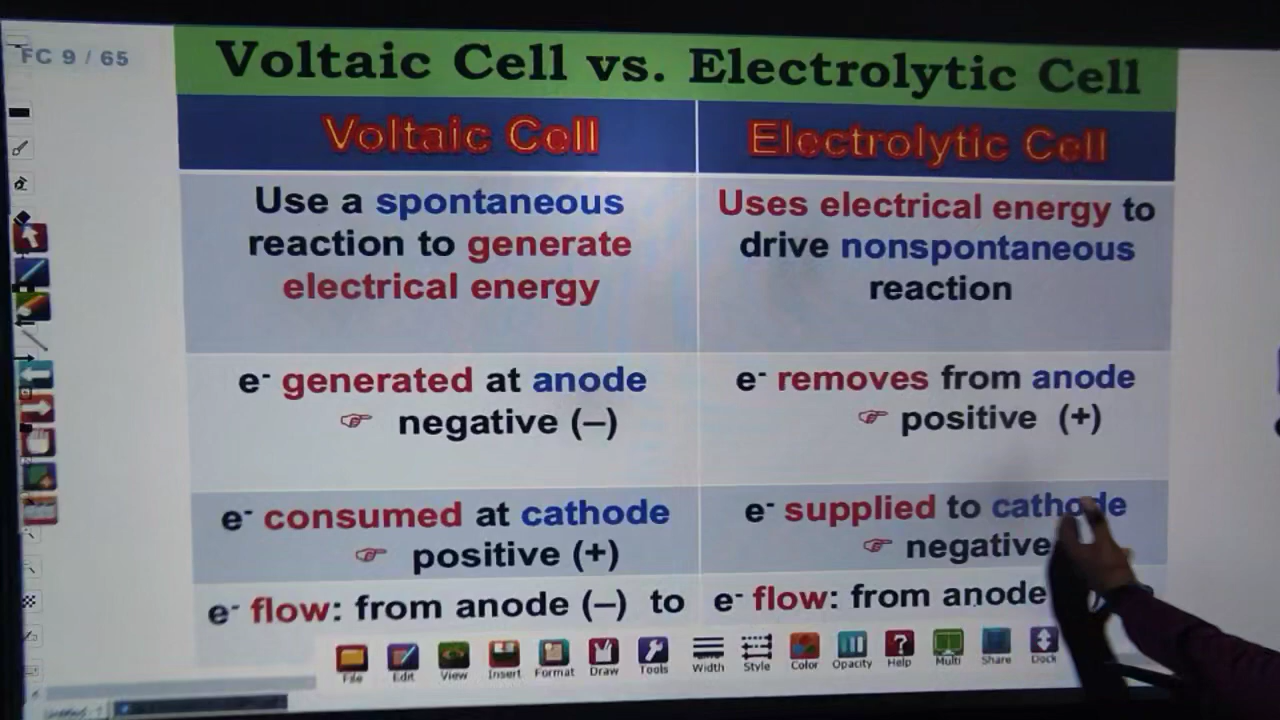 FC 9 / 65
Voltaic Cell vs. Electrolytic Cell
Voltaic Cell
Electrolytic Cell
Use a spontaneous
reaction to generate
electrical energy
Uses electrical energy to
drive nonspontaneous
reaction
e⁻ generated at anode
☞ negative (–)
e⁻ removes from anode
☞ positive (+)
e⁻ consumed at cathode
☞ positive (+)
e⁻ supplied to cathode
☞ negative
e⁻ flow: from anode (–) to
e⁻ flow: from anode
File Edit View Insert Format Draw Tools Width Style Color Opacity Help Multi Share Dock